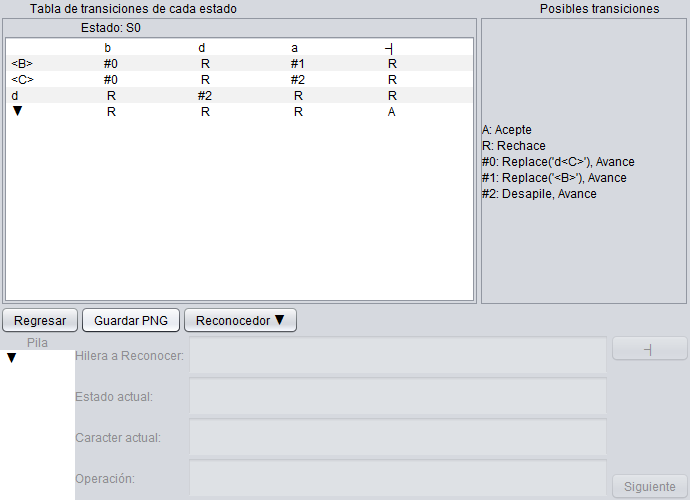 Tabla de transiciones de cada estado
Posibles transiciones
Estado: S0
b d a ⊣
<B> #0 R #1 R
<C> #0 R #2 R
d R #2 R R
▼ R R R A
A: Acepte
R: Rechace
#0: Replace('d<C>'), Avance
#1: Replace('<B>'), Avance
#2: Desapile, Avance
Regresar
Guardar PNG
Reconocedor ▼
Pila
▼
Hilera a Reconocer:
⊣
Estado actual:
Caracter actual:
Operación:
Siguiente